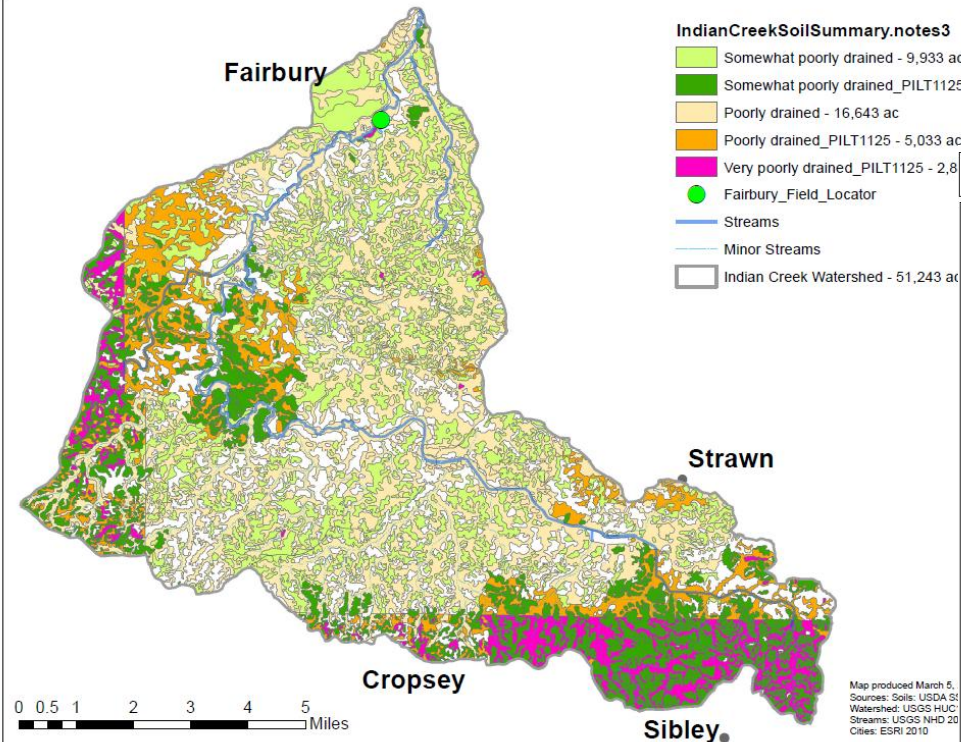 IndianCreekSoilSummary.notes3
Somewhat poorly drained - 9,933 ac
Somewhat poorly drained_PILT1125
Poorly drained - 16,643 ac
Poorly drained_PILT1125 - 5,033 ac
Very poorly drained_PILT1125 - 2,8
Fairbury_Field_Locator
Streams
Minor Streams
Indian Creek Watershed - 51,243 ac
Fairbury
Strawn
Cropsey
Sibley
0 0.5 1 2 3 4 5
Miles
Map produced March 5,
Sources: Soils: USDA SS
Watershed: USGS HUC
Streams: USGS NHD 20
Cities: ESRI 2010